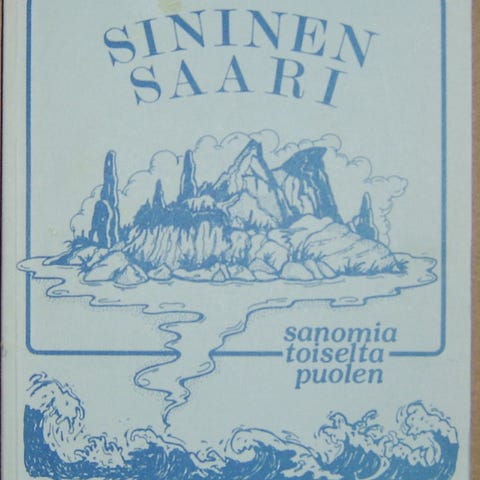 SININEN
SAARI
sanomia
toiselta
puolen